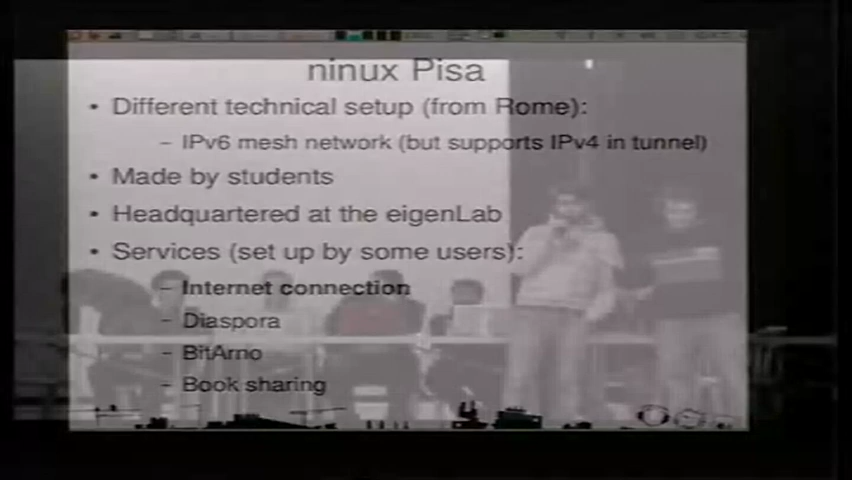 ninux Pisa
• Different technical setup (from Rome):
– IPv6 mesh network (but supports IPv4 in tunnel)
• Made by students
• Headquartered at the eigenLab
• Services (set up by some users):
– Internet connection
– Diaspora
– BitArno
– Book sharing